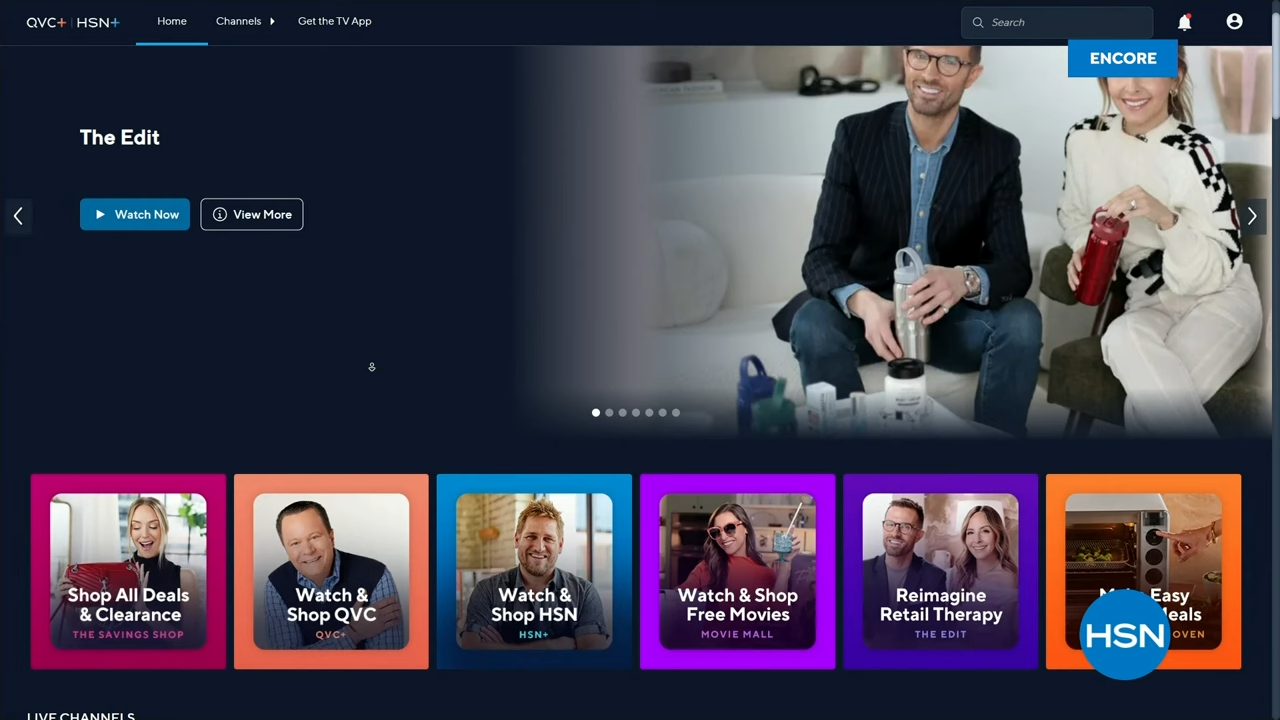 QVC+ | HSN+
Home
Channels
Get the TV App
Search
ENCORE
The Edit
Watch Now
View More
Shop All Deals
& Clearance
THE SAVINGS SHOP
Watch &
Shop QVC
QVC+
Watch &
Shop HSN
HSN+
Watch & Shop
Free Movies
MOVIE MALL
Reimagine
Retail Therapy
THE EDIT
Easy
OVEN
HSN
LIVE CHANNELS